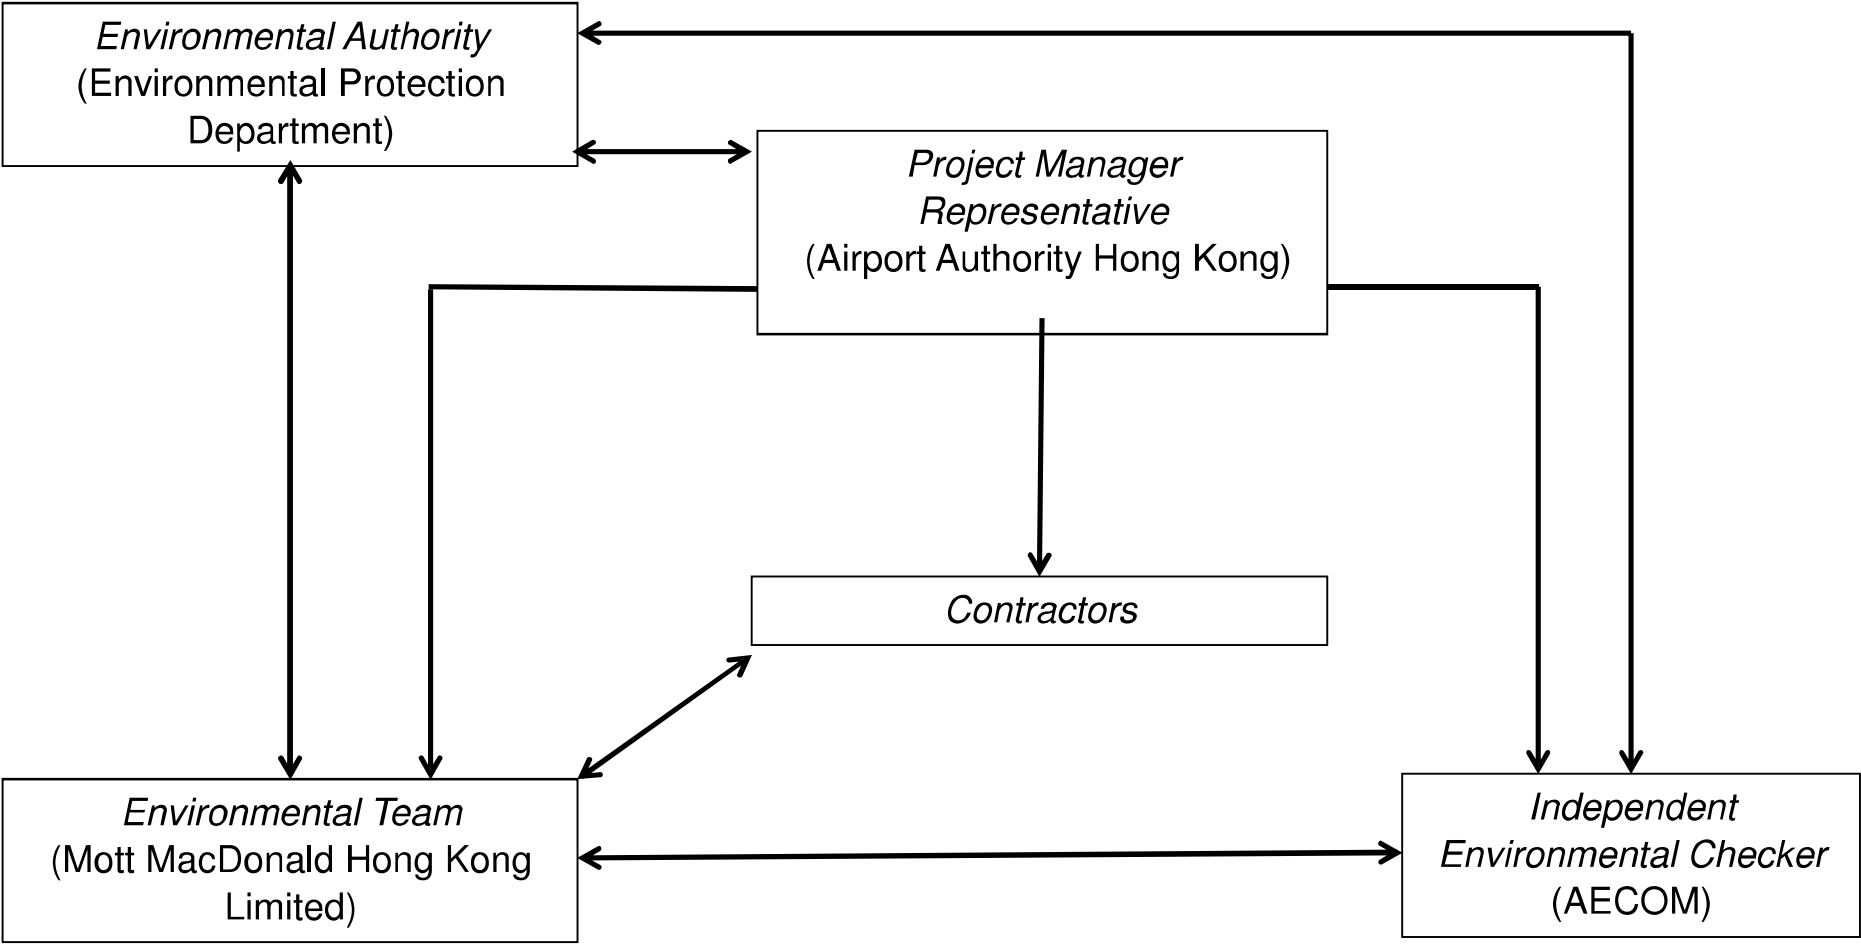 Environmental Authority
(Environmental Protection
Department)
Project Manager
Representative
(Airport Authority Hong Kong)
Contractors
Environmental Team
(Mott MacDonald Hong Kong
Limited)
Independent
Environmental Checker
(AECOM)